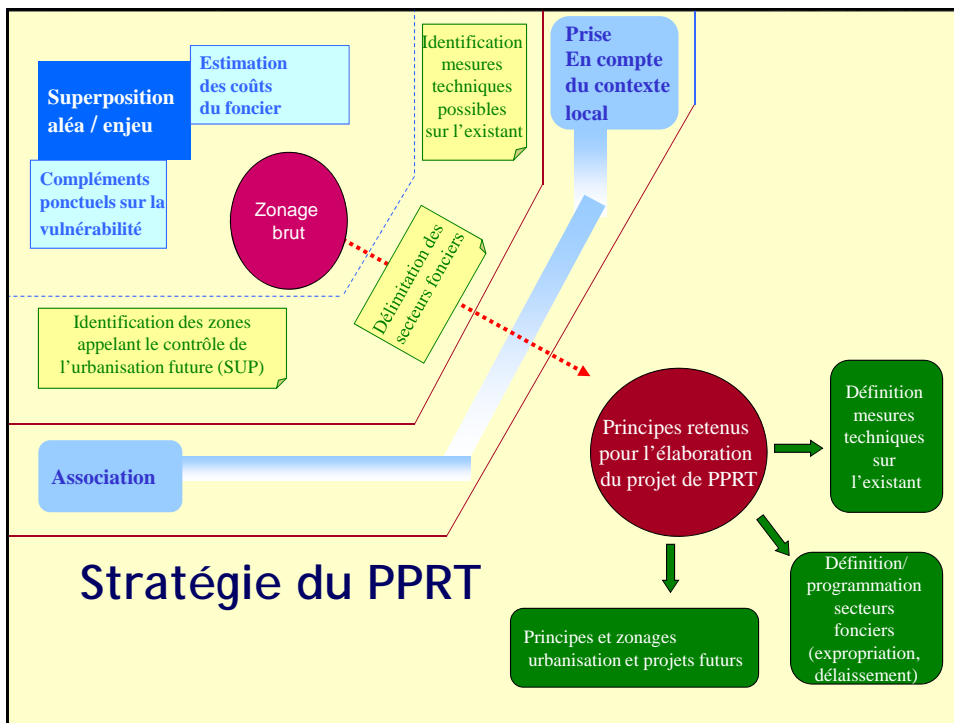 Superposition
aléa / enjeu
Estimation
des coûts
du foncier
Compléments
ponctuels sur la
vulnérabilité
Zonage
brut
Identification
mesures
techniques
possibles
sur l'existant
Prise
En compte
du contexte
local
Délimitation des
secteurs fonciers
Identification des zones
appelant le contrôle de
l'urbanisation future (SUP)
Association
Principes retenus
pour l'élaboration
du projet de PPRT
Définition
mesures
techniques
sur
l'existant
Définition/
programmation
secteurs
fonciers
(expropriation,
délaissement)
Principes et zonages
urbanisation et projets futurs
Stratégie du PPRT